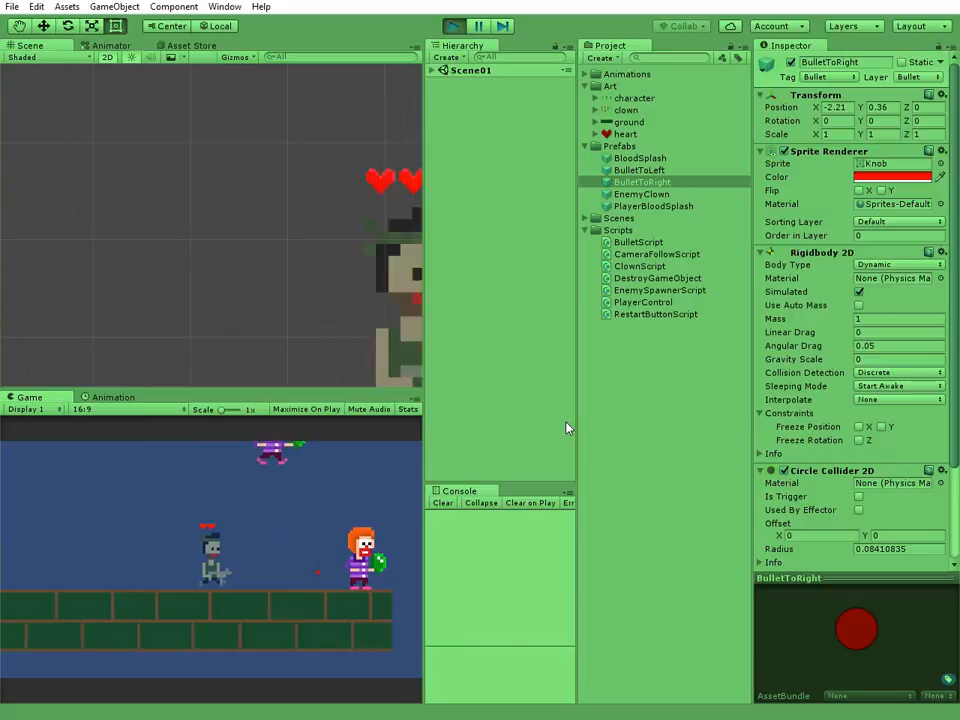 File Edit Assets GameObject Component Window Help
Center Local Collab Account Layers Layout
Scene Animator Asset Store
Shaded 2D Gizmos All
Hierarchy
Create All
Scene01
Project
Create
Animations
Art
character
clown
ground
heart
Prefabs
BloodSplash
BulletToLeft
BulletToRight
EnemyClown
PlayerBloodSplash
Scenes
Scripts
BulletScript
CameraFollowScript
ClownScript
DestroyGameObject
EnemySpawnerScript
PlayerControl
RestartButtonScript
Game Animation
Display 1 16:9 Scale 1x Maximize On Play Mute Audio Stats
Console
Clear Collapse Clear on Play Err
Inspector
BulletToRight Static
Tag Bullet Layer Bullet
Transform
Position X -2.21 Y 0.36 Z 0
Rotation X 0 Y 0 Z 0
Scale X 1 Y 1 Z 1
Sprite Renderer
Sprite Knob
Color
Flip X Y
Material Sprites-Default
Sorting Layer Default
Order in Layer 0
Rigidbody 2D
Body Type Dynamic
Material None (Physics Ma
Simulated
Use Auto Mass
Mass 1
Linear Drag 0
Angular Drag 0.05
Gravity Scale 0
Collision Detection Discrete
Sleeping Mode Start Awake
Interpolate None
Constraints
Freeze Position X Y
Freeze Rotation Z
Info
Circle Collider 2D
Material None (Physics Ma
Is Trigger
Used By Effector
Offset
X 0 Y 0
Radius 0.08410835
Info
BulletToRight
AssetBundle None None